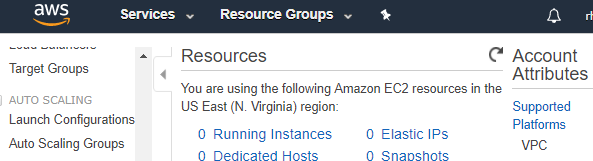 aws
Services
Resource Groups
Target Groups
AUTO SCALING
Launch Configurations
Auto Scaling Groups
Resources
You are using the following Amazon EC2 resources in the
US East (N. Virginia) region:
0 Running Instances
0 Elastic IPs
0 Dedicated Hosts
0 Snapshots
Account
Attributes
Supported
Platforms
VPC